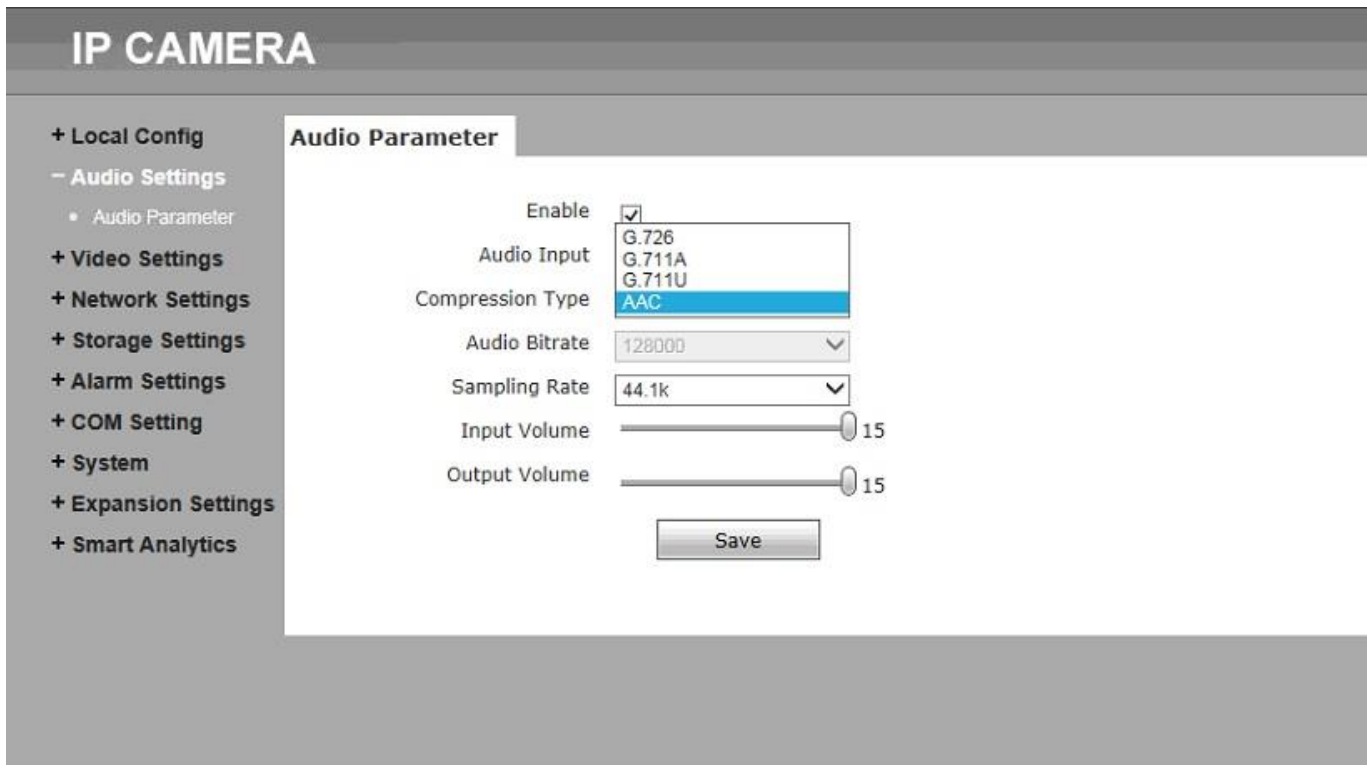 IP CAMERA
+ Local Config
− Audio Settings
• Audio Parameter
+ Video Settings
+ Network Settings
+ Storage Settings
+ Alarm Settings
+ COM Setting
+ System
+ Expansion Settings
+ Smart Analytics
Audio Parameter
Enable
Audio Input
Compression Type
G.726
G.711A
G.711U
AAC
Audio Bitrate 128000
Sampling Rate 44.1k
Input Volume 15
Output Volume 15
Save